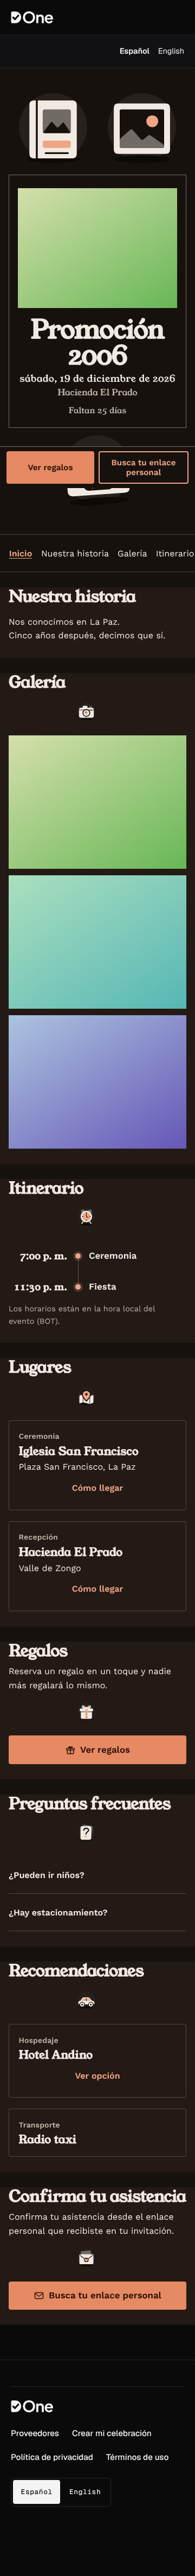 One
Español English
Promoción
2006
sábado, 19 de diciembre de 2026
Hacienda El Prado
Faltan 25 días
Ver regalos
Busca tu enlace
personal
Inicio Nuestra historia Galería Itinerario
Nuestra historia
Nos conocimos en La Paz.
Cinco años después, decimos que sí.
Galería
Itinerario
7:00 p. m. Ceremonia
11:30 p. m. Fiesta
Los horarios están en la hora local del
evento (BOT).
Lugares
Ceremonia
Iglesia San Francisco
Plaza San Francisco, La Paz
Cómo llegar
Recepción
Hacienda El Prado
Valle de Zongo
Cómo llegar
Regalos
Reserva un regalo en un toque y nadie
más regalará lo mismo.
Ver regalos
Preguntas frecuentes
¿Pueden ir niños?
¿Hay estacionamiento?
Recomendaciones
Hospedaje
Hotel Andino
Ver opción
Transporte
Radio taxi
Confirma tu asistencia
Confirma tu asistencia desde el enlace
personal que recibiste en tu invitación.
Busca tu enlace personal
One
Proveedores Crear mi celebración
Política de privacidad Términos de uso
Español English